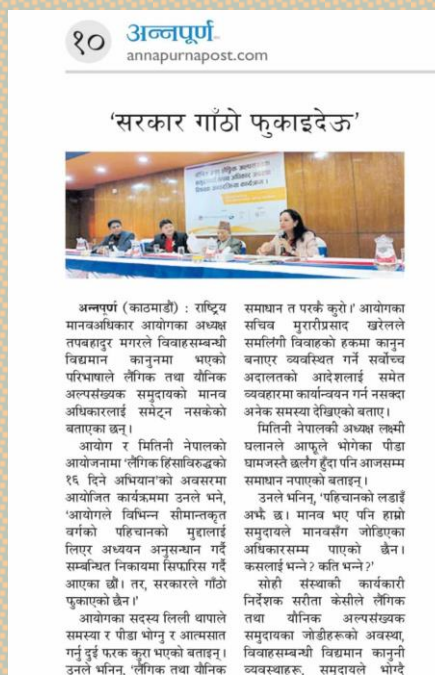 १०
अन्नपूर्ण
annapurnapost.com
‘सरकार गाँठो फुकाइदेऊ’
अन्नपूर्ण (काठमाडौं) : राष्ट्रिय
मानवअधिकार आयोगका अध्यक्ष
तपबहादुर मगरले विवाहसम्बन्धी
विद्यमान कानुनमा भएको
परिभाषाले लैंगिक तथा यौनिक
अल्पसंख्यक समुदायको मानव
अधिकारलाई समेट्न नसकेको
बताएका छन् ।
आयोग र मितिनी नेपालको
आयोजनामा ‘लैंगिक हिंसाविरुद्धको
१६ दिने अभियान’को अवसरमा
आयोजित कार्यक्रममा उनले भने,
‘आयोगले विभिन्न सीमान्तकृत
वर्गको पहिचानको मुद्दालाई
लिएर अध्ययन अनुसन्धान गर्दै
सम्बन्धित निकायमा सिफारिस गर्दै
आएका छौं । तर, सरकारले गाँठो
फुकाएको छैन ।’
आयोगका सदस्य लिली थापाले
समस्या र पीडा भोग्नु र आत्मसात
गर्नु दुई फरक कुरा भएको बताइन् ।
उनले भनिन्, ‘लैंगिक तथा यौनिक
समाधान त परकै कुरो ।’ आयोगका
सचिव मुरारीप्रसाद खरेलले
समलिंगी विवाहको हकमा कानुन
बनाएर व्यवस्थित गर्ने सर्वोच्च
अदालतको आदेशलाई समेत
व्यवहारमा कार्यान्वयन गर्न नसक्दा
अनेक समस्या देखिएको बताए ।
मितिनी नेपालकी अध्यक्ष लक्ष्मी
घलानले आफूले भोगेका पीडा
घामजस्तै छर्लंग हुँदा पनि आजसम्म
समाधान नपाएको बताइन् ।
उनले भनिन्, ‘पहिचानको लडाइँ
अझै छ । मानव भए पनि हाम्रो
समुदायले मानवसँग जोडिएका
अधिकारसम्म पाएको छैन ।
कसलाई भन्ने ? कति भन्ने ?’
सोही संस्थाकी कार्यकारी
निर्देशक सरीता केसीले लैंगिक
तथा यौनिक अल्पसंख्यक
समुदायका जोडीहरूको अवस्था,
विवाहसम्बन्धी विद्यमान कानुनी
व्यवस्थाहरू, समुदायले भोग्दै